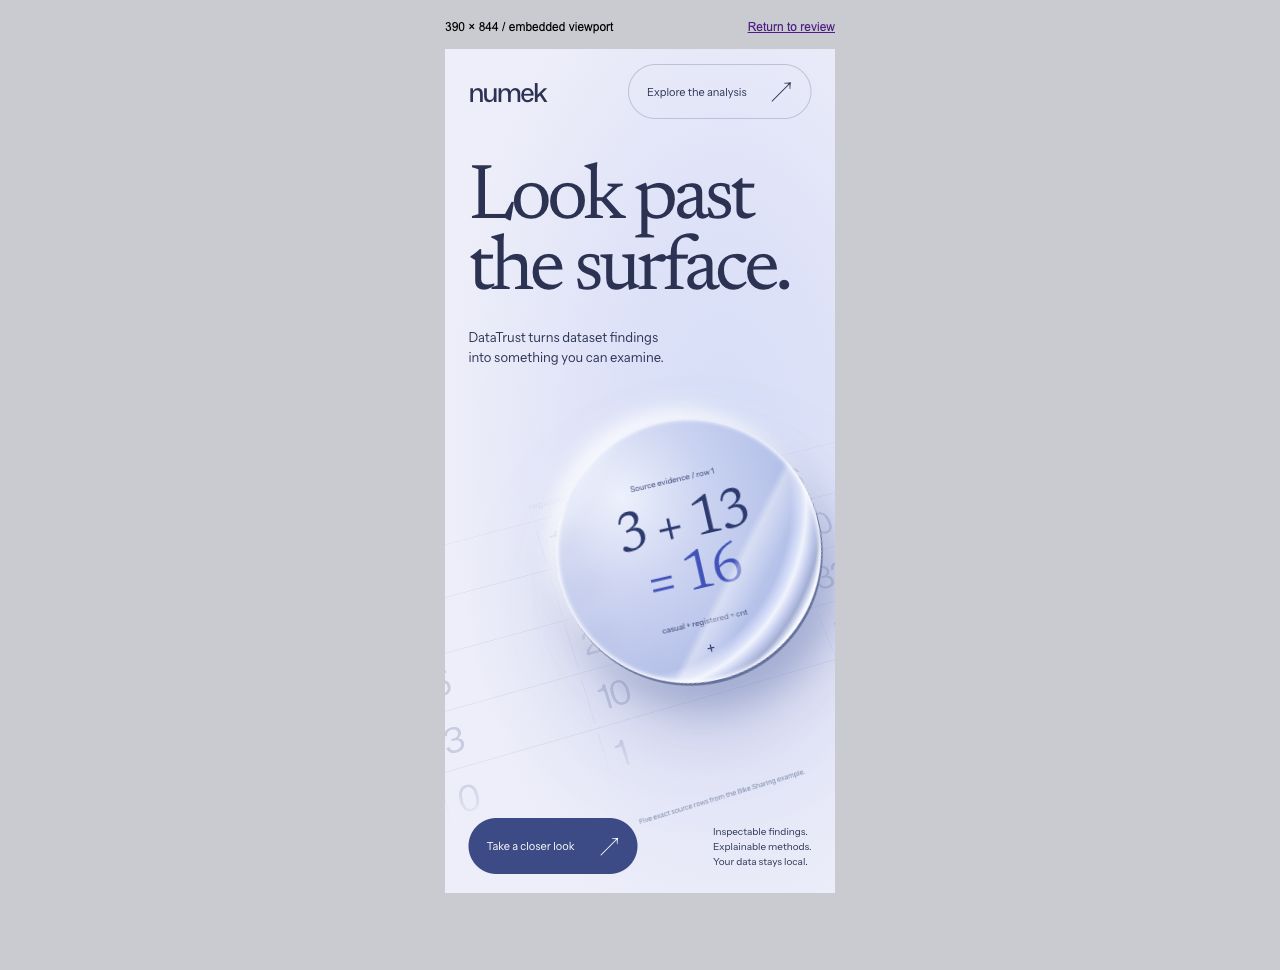 390 × 844 / embedded viewport
Return to review
numek
Explore the analysis
Look past
the surface.
DataTrust turns dataset findings
into something you can examine.
Source evidence / row 1
3 + 13
= 16
casual + registered = cnt
+
10
3
1
0
Five exact source rows from the Bike Sharing example.
Take a closer look
Inspectable findings.
Explainable methods.
Your data stays local.